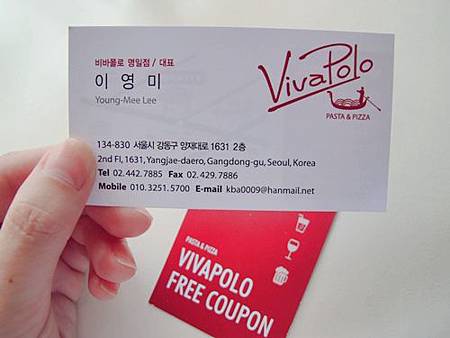 비바폴로 명일점 / 대표
이 영 미
Young-Mee Lee
VivaPolo
PASTA & PIZZA
134-830 서울시 강동구 양재대로 1631 2층
2nd Fl, 1631, Yangjae-daero, Gangdong-gu, Seoul, Korea
Tel 02.442.7885 Fax 02.429.7886
Mobile 010.3251.5700 E-mail kba0009@hanmail.net
PASTA & PIZZA
VIVAPOLO
FREE COUPON